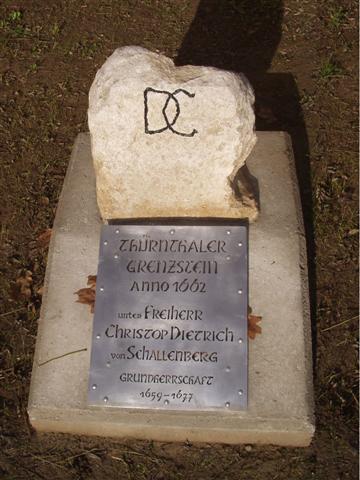 DC
THÜRNTHALER
GRENZSTEIN
ANNO 1662
unter FREIHERR
CHRISTOP DIETRICH
von SCHALLENBERG
GRUNDHERRSCHAFT
1659-1677